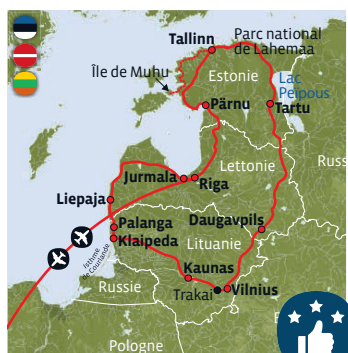 Tallinn
Parc national
de Lahemaa
Île de Muhu
Estonie
Lac
Peïpous
Pärnu
Tartu
Lettonie
Russ
Jurmala
Riga
Liepaja
Palanga
Daugavpils
Klaipeda
Lituanie
Isthme
de Courlande
Kaunas
Russie
Trakai
Vilnius
B
Pologne